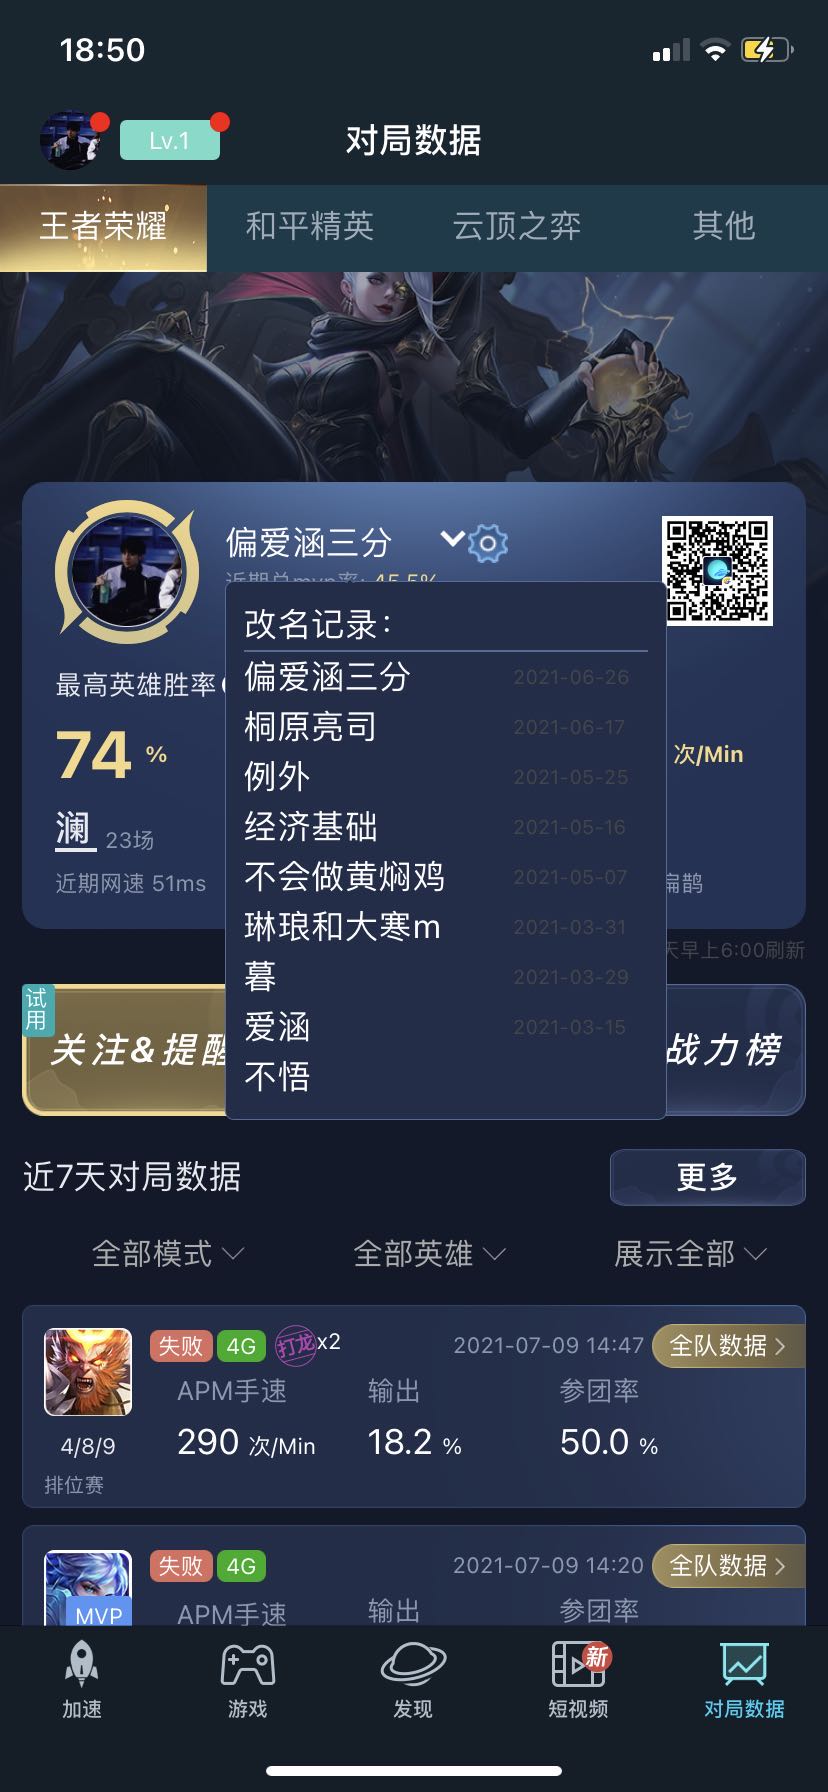 18:50
Lv.1
对局数据
王者荣耀 和平精英 云顶之弈 其他
偏爱涵三分
近期总mvp率: 45.5%
改名记录：
偏爱涵三分 2021-06-26
桐原亮司 2021-06-17
例外 2021-05-25
经济基础 2021-05-16
不会做黄焖鸡 2021-05-07
琳琅和大寒m 2021-03-31
暮 2021-03-29
爱涵 2021-03-15
不悟
最高英雄胜率
74 %
次/Min
澜 23场
近期网速 51ms
扁鹊
天早上6:00刷新
试用
关注&提醒
战力榜
近7天对局数据
更多
全部模式 全部英雄 展示全部
失败 4G 打龙 x2 2021-07-09 14:47 全队数据
APM手速 输出 参团率
4/8/9 290 次/Min 18.2 % 50.0 %
排位赛
失败 4G 2021-07-09 14:20 全队数据
MVP APM手速 输出 参团率
新
加速 游戏 发现 短视频 对局数据